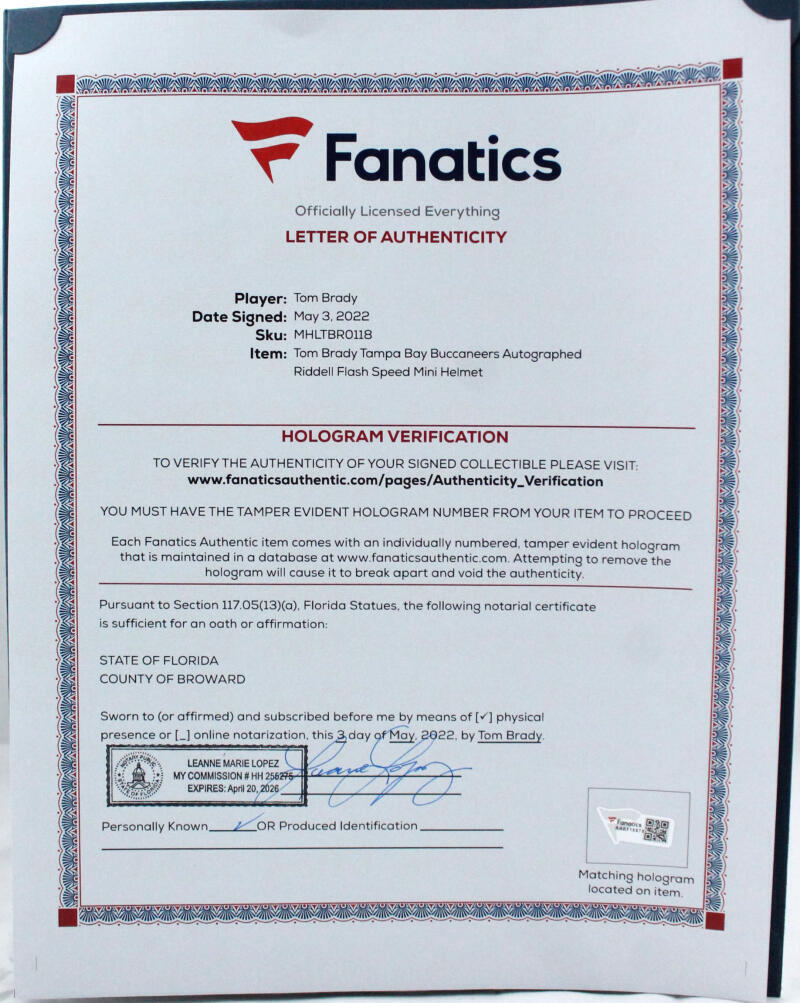 Fanatics
Officially Licensed Everything
LETTER OF AUTHENTICITY
Player: Tom Brady
Date Signed: May 3, 2022
Sku: MHLTBR0118
Item: Tom Brady Tampa Bay Buccaneers Autographed
Riddell Flash Speed Mini Helmet
HOLOGRAM VERIFICATION
TO VERIFY THE AUTHENTICITY OF YOUR SIGNED COLLECTIBLE PLEASE VISIT:
www.fanaticsauthentic.com/pages/Authenticity_Verification
YOU MUST HAVE THE TAMPER EVIDENT HOLOGRAM NUMBER FROM YOUR ITEM TO PROCEED
Each Fanatics Authentic item comes with an individually numbered, tamper evident hologram
that is maintained in a database at www.fanaticsauthentic.com. Attempting to remove the
hologram will cause it to break apart and void the authenticity.
Pursuant to Section 117.05(13)(a), Florida Statues, the following notarial certificate
is sufficient for an oath or affirmation:
STATE OF FLORIDA
COUNTY OF BROWARD
Sworn to (or affirmed) and subscribed before me by means of [✓] physical
presence or [_] online notarization, this 3 day of May, 2022, by Tom Brady.
NOTARY PUBLIC
STATE OF FLORIDA
LEANNE MARIE LOPEZ
MY COMMISSION # HH 256275
EXPIRES: April 20, 2026
Leanne Lopez
Personally Known ✓ OR Produced Identification
Fanatics
Matching hologram
located on item.